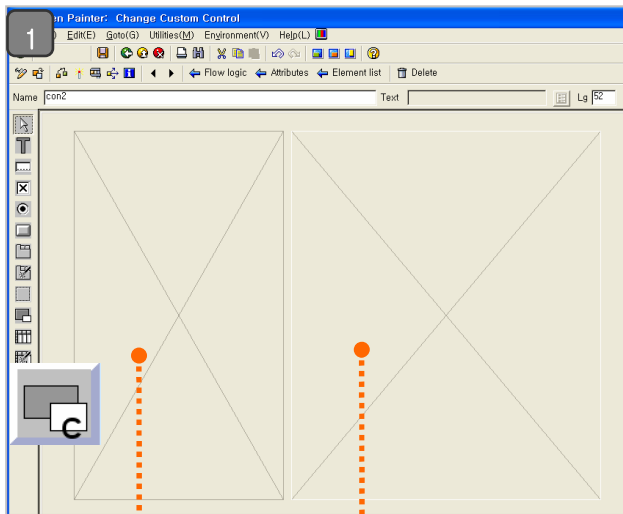 en Painter: Change Custom Control
1
Edit(E) Goto(G) Utilities(M) Environment(V) Help(L)
Flow logic Attributes Element list Delete
Name con2 Text Lg 52
T
C